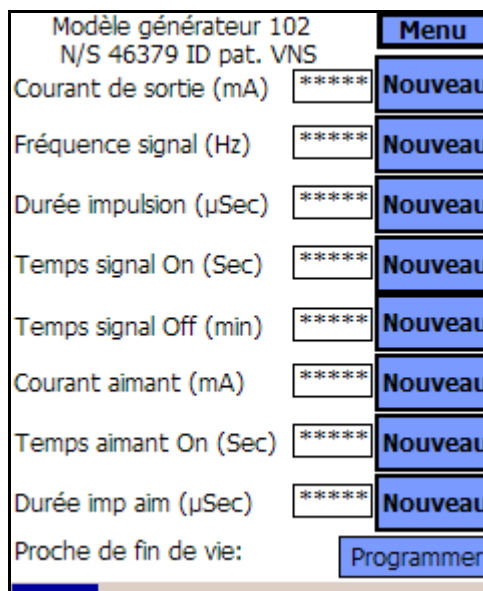 Modèle générateur 102 Menu
N/S 46379 ID pat. VNS
Courant de sortie (mA) ***** Nouveau
Fréquence signal (Hz) ***** Nouveau
Durée impulsion (µSec) ***** Nouveau
Temps signal On (Sec) ***** Nouveau
Temps signal Off (min) ***** Nouveau
Courant aimant (mA) ***** Nouveau
Temps aimant On (Sec) ***** Nouveau
Durée imp aim (µSec) ***** Nouveau
Proche de fin de vie: Programmer